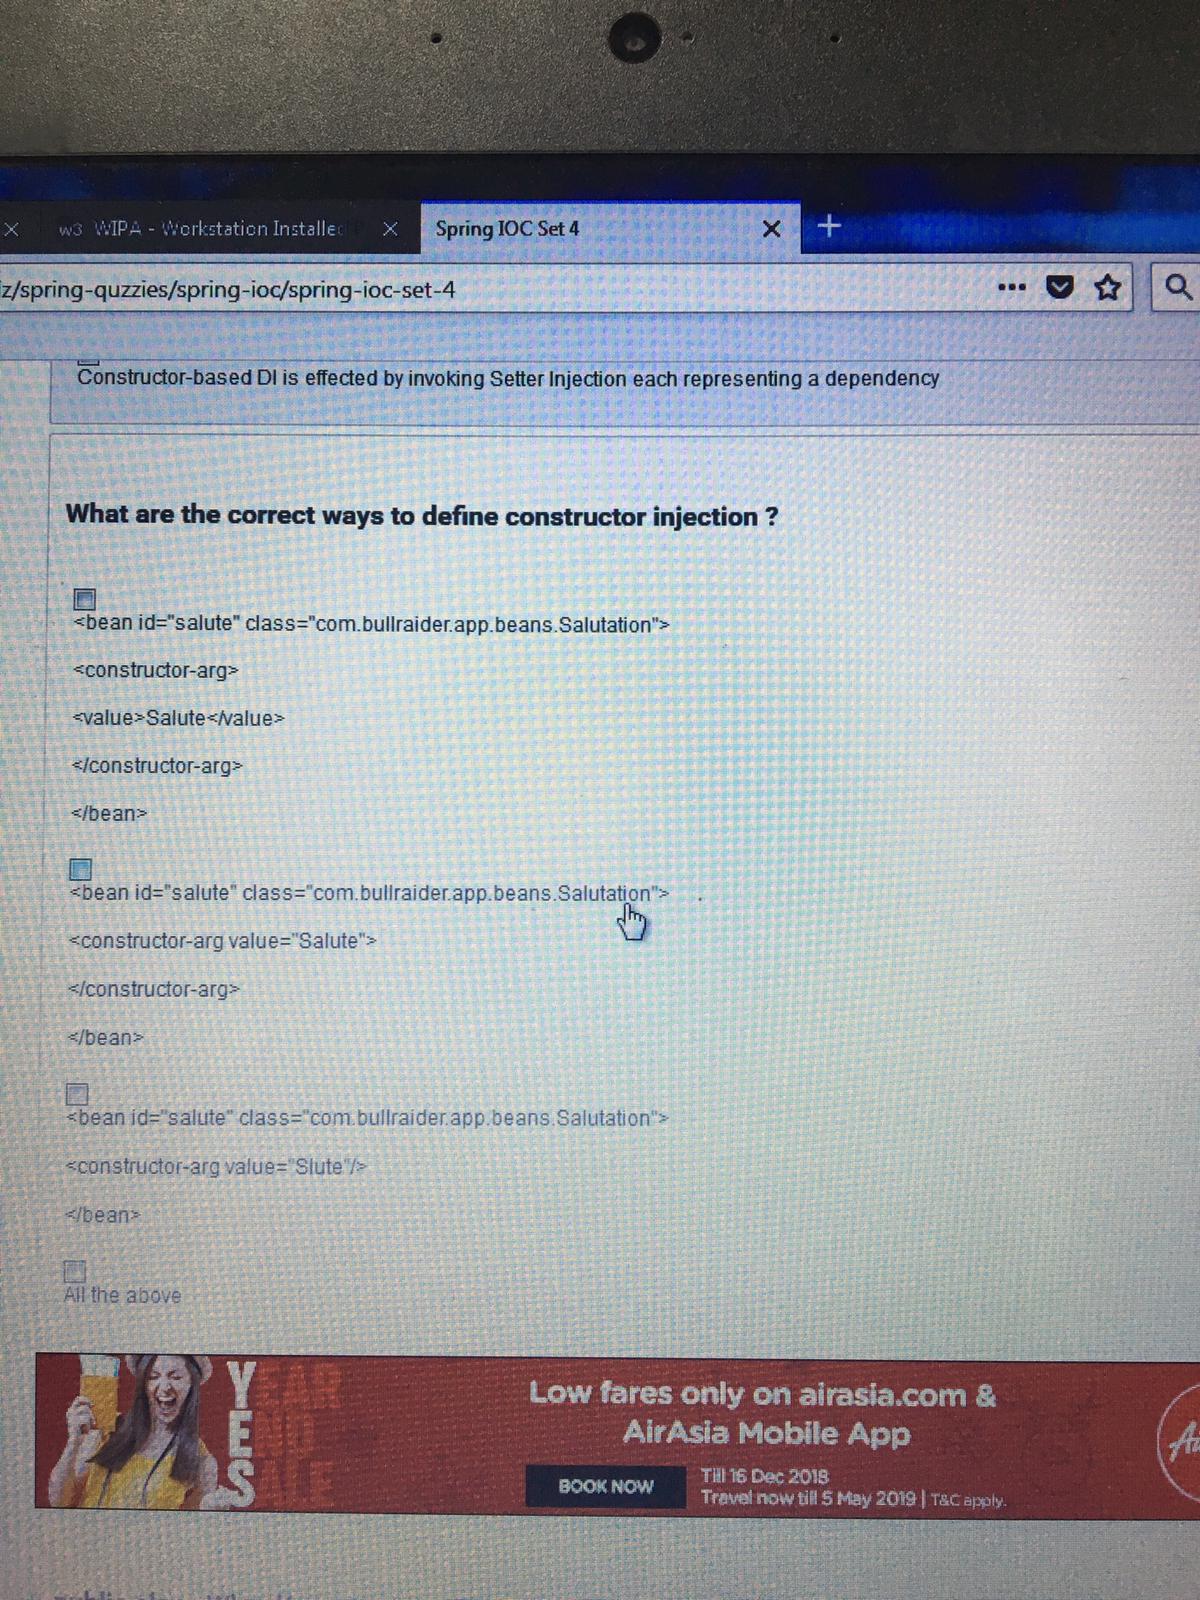 w3 WIPA - Workstation Installe
Spring IOC Set 4
z/spring-quzzies/spring-ioc/spring-ioc-set-4
Constructor-based DI is effected by invoking Setter Injection each representing a dependency
What are the correct ways to define constructor injection ?
<bean id="salute" class="com.bullraider.app.beans.Salutation">
<constructor-arg>
<value>Salute</value>
</constructor-arg>
</bean>
<bean id="salute" class="com.bullraider.app.beans.Salutation">
<constructor-arg value="Salute">
</constructor-arg>
</bean>
<bean id="salute" class="com.bullraider.app.beans.Salutation">
<constructor-arg value="Slute"/>
</bean>
All the above
YEAR
END
SALE
Low fares only on airasia.com &
AirAsia Mobile App
BOOK NOW
Till 16 Dec 2018
Travel now till 5 May 2019 | T&C apply.
Ai